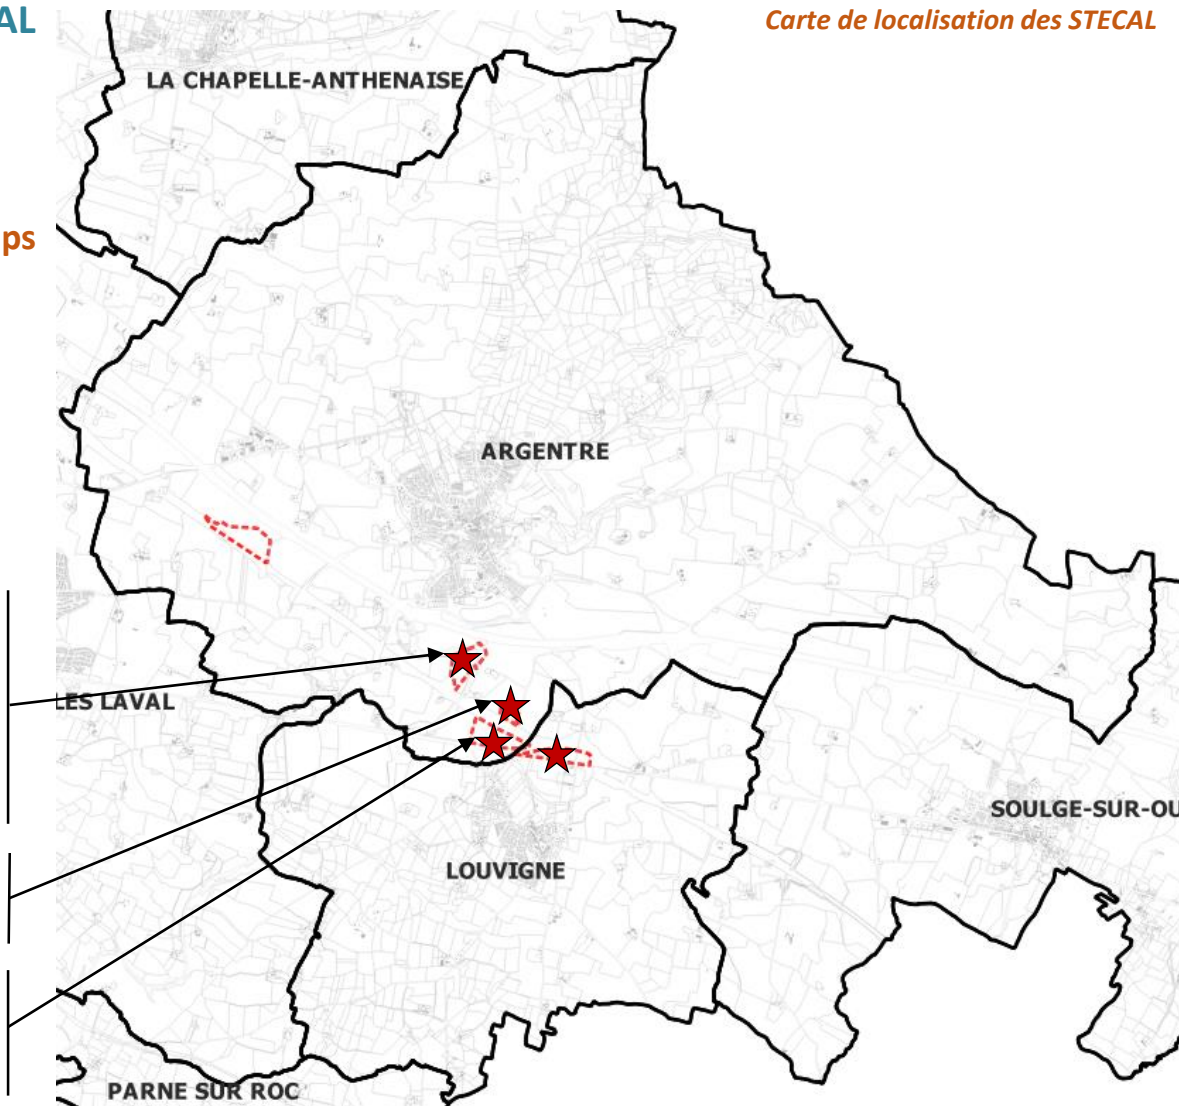 AL
Carte de localisation des STECAL
LA CHAPELLE-ANTHENAISE
ps
ARGENTRE
LES LAVAL
SOULGE-SUR-OU
LOUVIGNE
PARNE SUR ROC